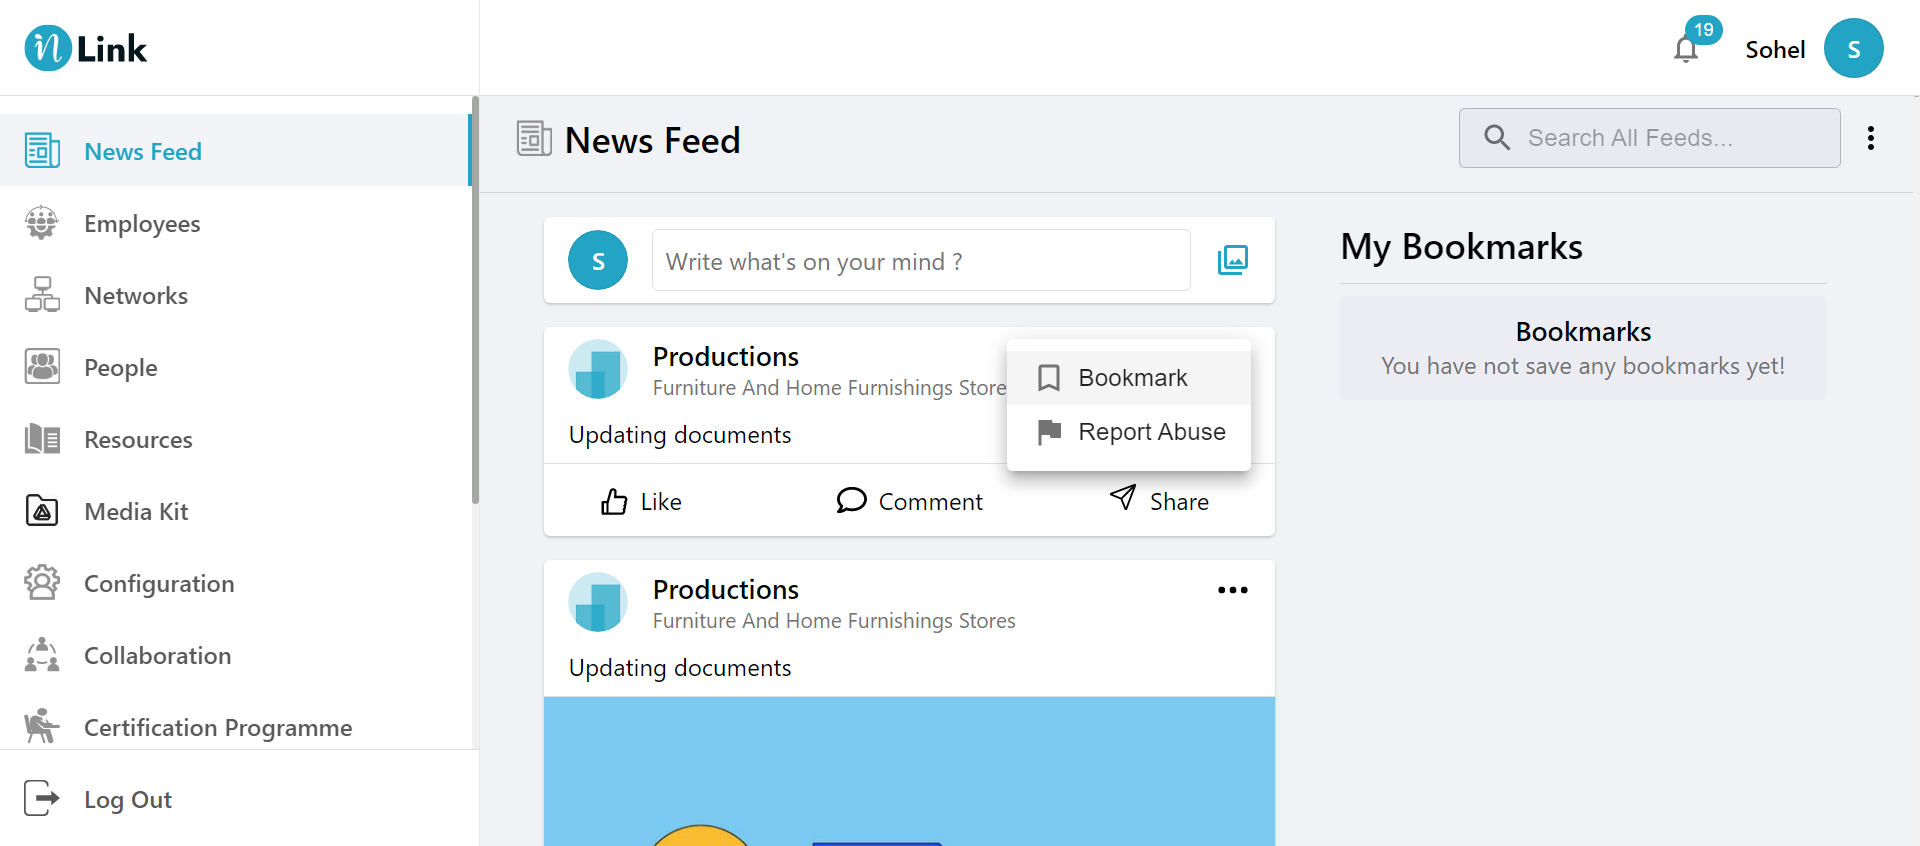 n Link
19
Sohel
S
News Feed
Employees
Networks
People
Resources
Media Kit
Configuration
Collaboration
Certification Programme
Log Out
News Feed
Search All Feeds...
S
Write what's on your mind ?
Productions
Furniture And Home Furnishings Store
Updating documents
Bookmark
Report Abuse
Like
Comment
Share
Productions
Furniture And Home Furnishings Stores
Updating documents
My Bookmarks
Bookmarks
You have not save any bookmarks yet!